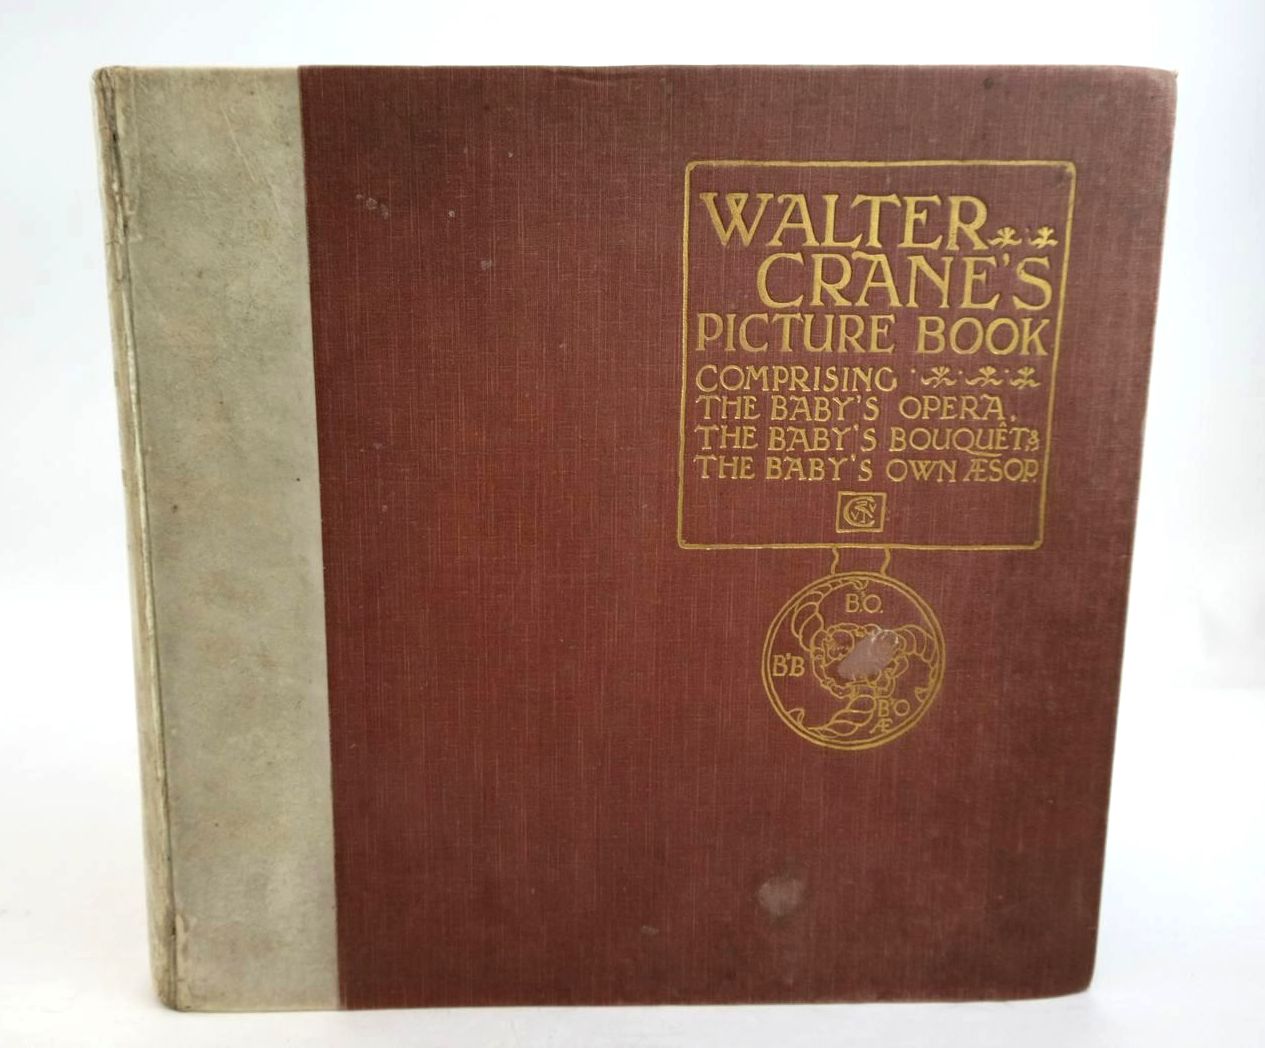 WALTER
CRANE'S
PICTURE BOOK
COMPRISING
THE BABY'S OPERA,
THE BABY'S BOUQUÊT, &
THE BABY'S OWN ÆSOP.
B'O.
B'B
B'O
Æ